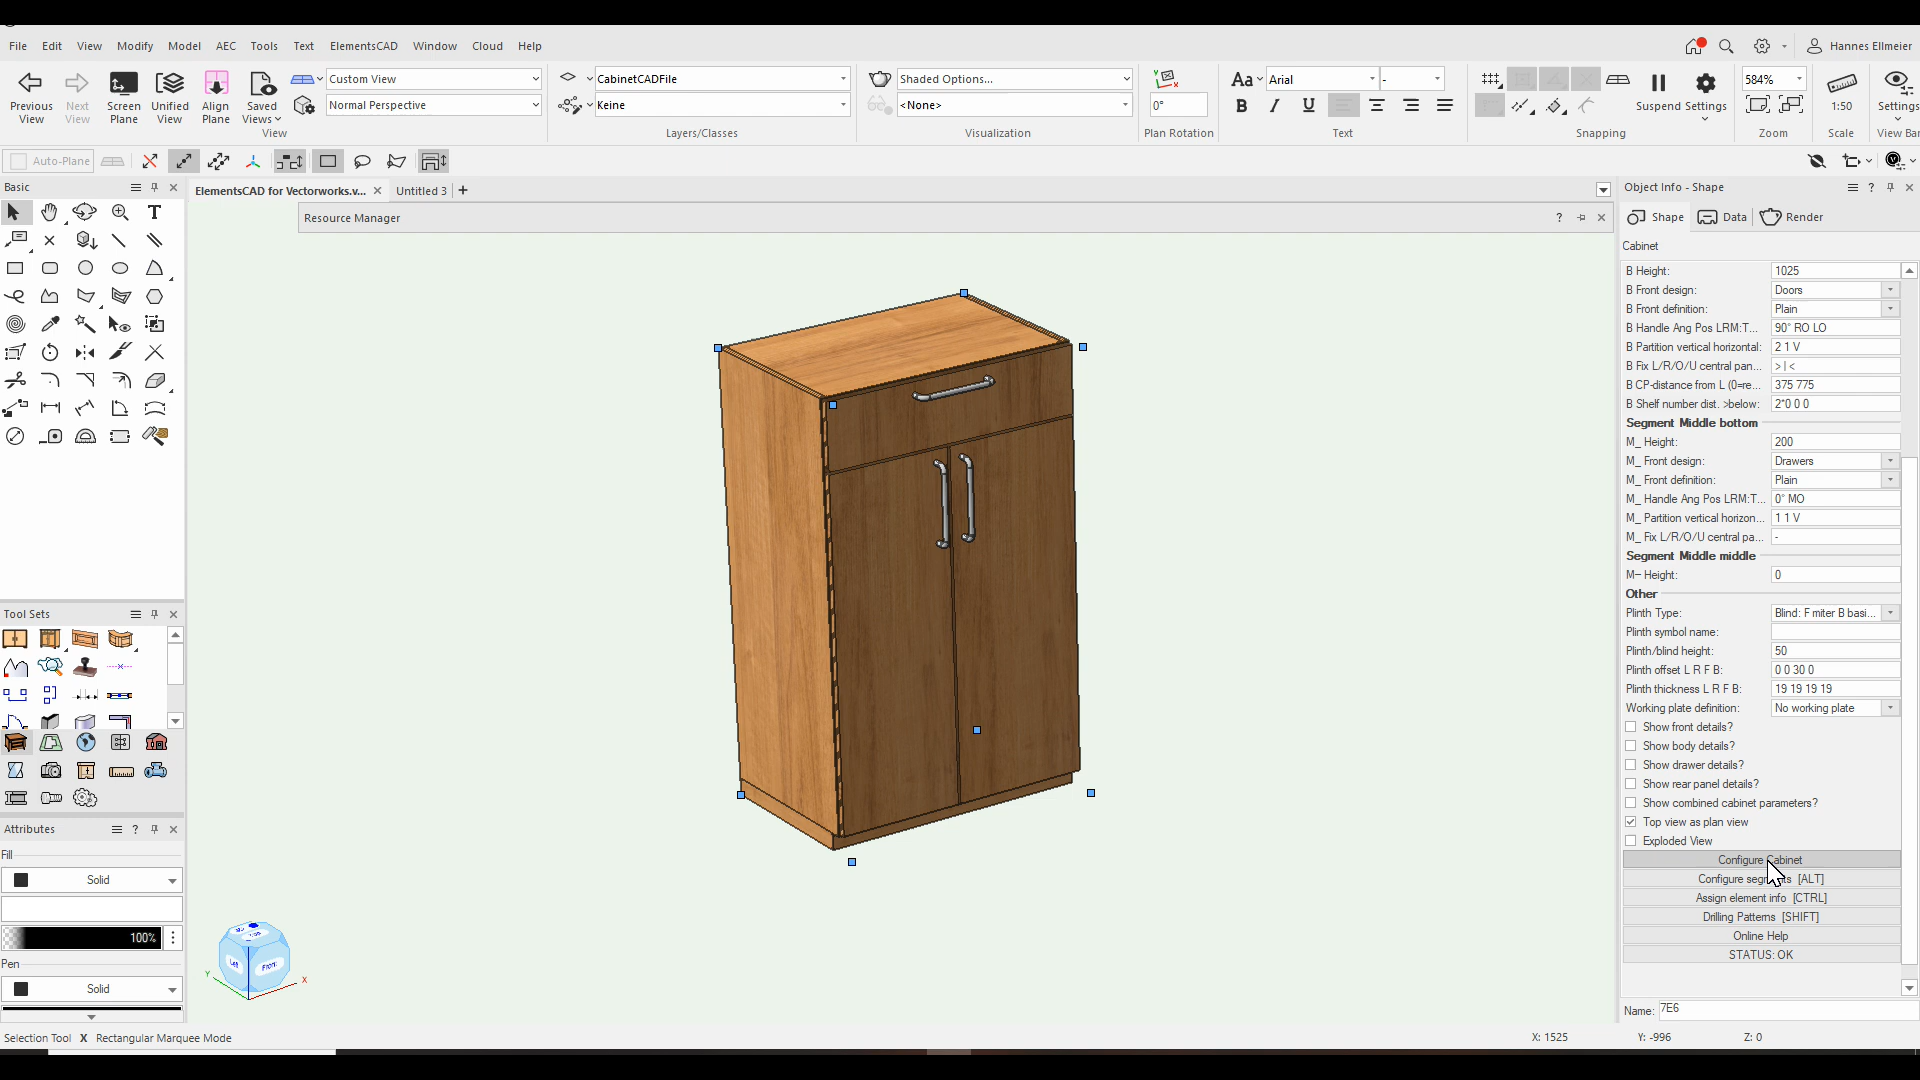 File Edit View Modify Model AEC Tools Text ElementsCAD Window Cloud Help
Hannes Ellmeier
Previous View
Next View
Screen Plane
Unified View
Align Plane
Saved Views
Custom View
Normal Perspective
View
CabinetCADFile
Keine
Layers/Classes
Shaded Options...
<None>
Visualization
0°
Plan Rotation
Aa Arial -
B I U
Text
Suspend Settings
Snapping
584%
Zoom
1:50
Scale
Settings
View Bar
Auto-Plane
Basic
ElementsCAD for Vectorworks.v... Untitled 3
Resource Manager
Object Info - Shape
Shape Data Render
Cabinet
B Height: 1025
B Front design: Doors
B Front definition: Plain
B Handle Ang Pos LRM:T... 90° RO LO
B Partition vertical horizontal: 2 1 V
B Fix L/R/O/U central pan... > | <
B CP-distance from L (0=re... 375 775
B Shelf number dist. >below: 2*0 0 0
Segment Middle bottom
M_ Height: 200
M_ Front design: Drawers
M_ Front definition: Plain
M_ Handle Ang Pos LRM:T... 0° MO
M_ Partition vertical horizon... 1 1 V
M_ Fix L/R/O/U central pa... -
Segment Middle middle
M- Height: 0
Other
Plinth Type: Blind: F miter B basi...
Plinth symbol name:
Plinth/blind height: 50
Plinth offset L R F B: 0 0 30 0
Plinth thickness L R F B: 19 19 19 19
Working plate definition: No working plate
Show front details?
Show body details?
Show drawer details?
Show rear panel details?
Show combined cabinet parameters?
Top view as plan view
Exploded View
Configure Cabinet
Configure segments [ALT]
Assign element info [CTRL]
Drilling Patterns [SHIFT]
Online Help
STATUS: OK
Name: 7E6
Tool Sets
Attributes
Fill
Solid
100%
Pen
Solid
Front
Y
X
Selection Tool X Rectangular Marquee Mode
X: 1525 Y: -996 Z: 0